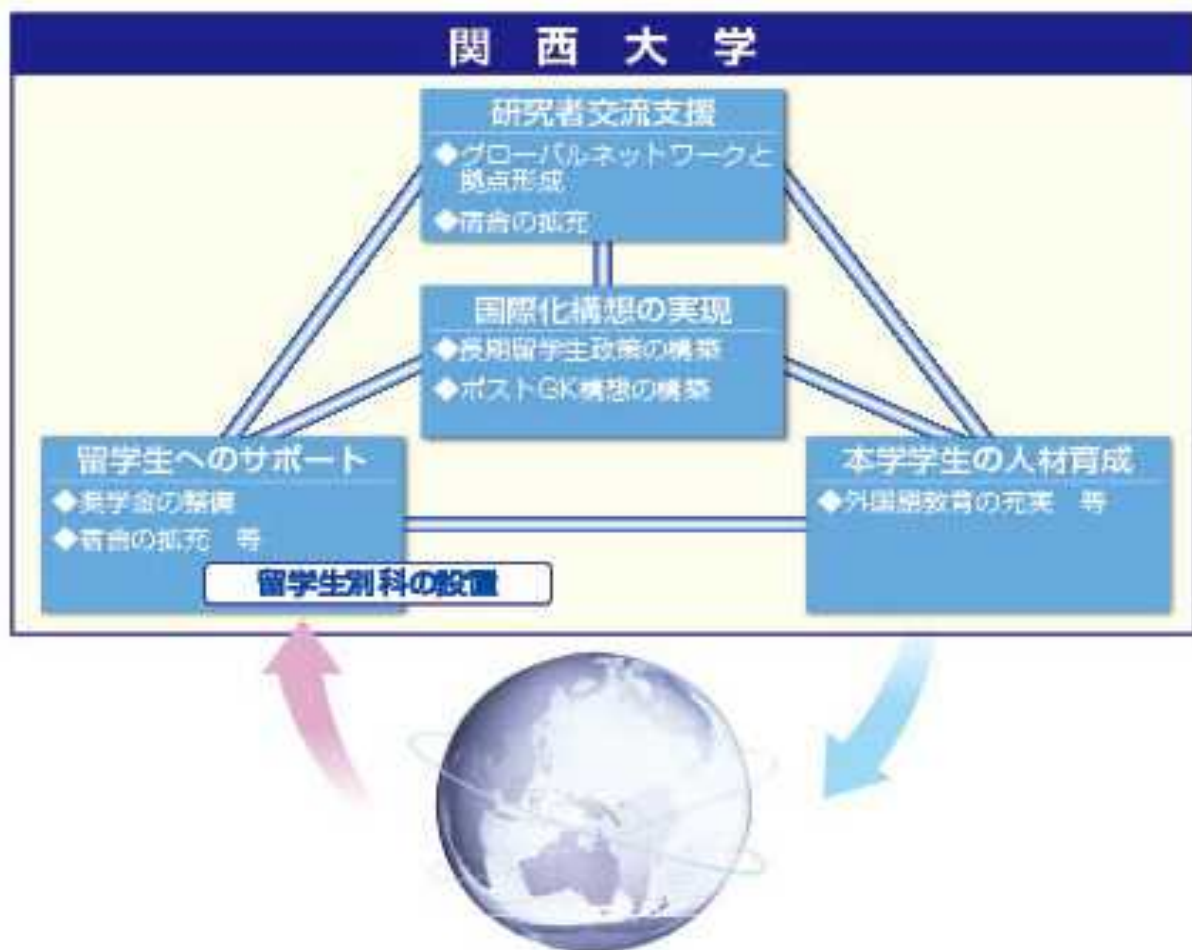 関西大学
研究者交流支援
◆グローバルネットワークと
拠点形成
◆宿舎の拡充
国際化構想の実現
◆長期留学生政策の構築
◆ポストGK構想の構築
留学生へのサポート
◆奨学金の整備
◆宿舎の拡充 等
留学生別科の設置
本学学生の人材育成
◆外国語教育の充実 等